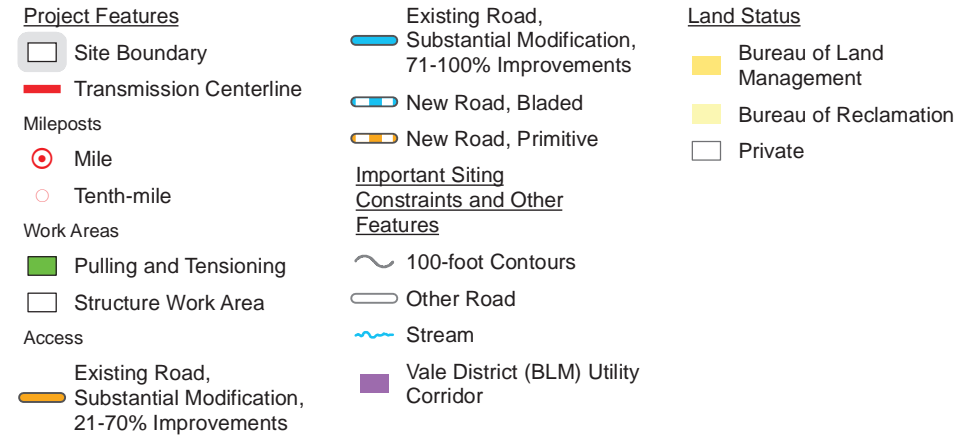 Project Features
Site Boundary
Transmission Centerline
Mileposts
Mile
Tenth-mile
Work Areas
Pulling and Tensioning
Structure Work Area
Access
Existing Road,
Substantial Modification,
21-70% Improvements
Existing Road,
Substantial Modification,
71-100% Improvements
New Road, Bladed
New Road, Primitive
Important Siting
Constraints and Other
Features
100-foot Contours
Other Road
Stream
Vale District (BLM) Utility
Corridor
Land Status
Bureau of Land
Management
Bureau of Reclamation
Private